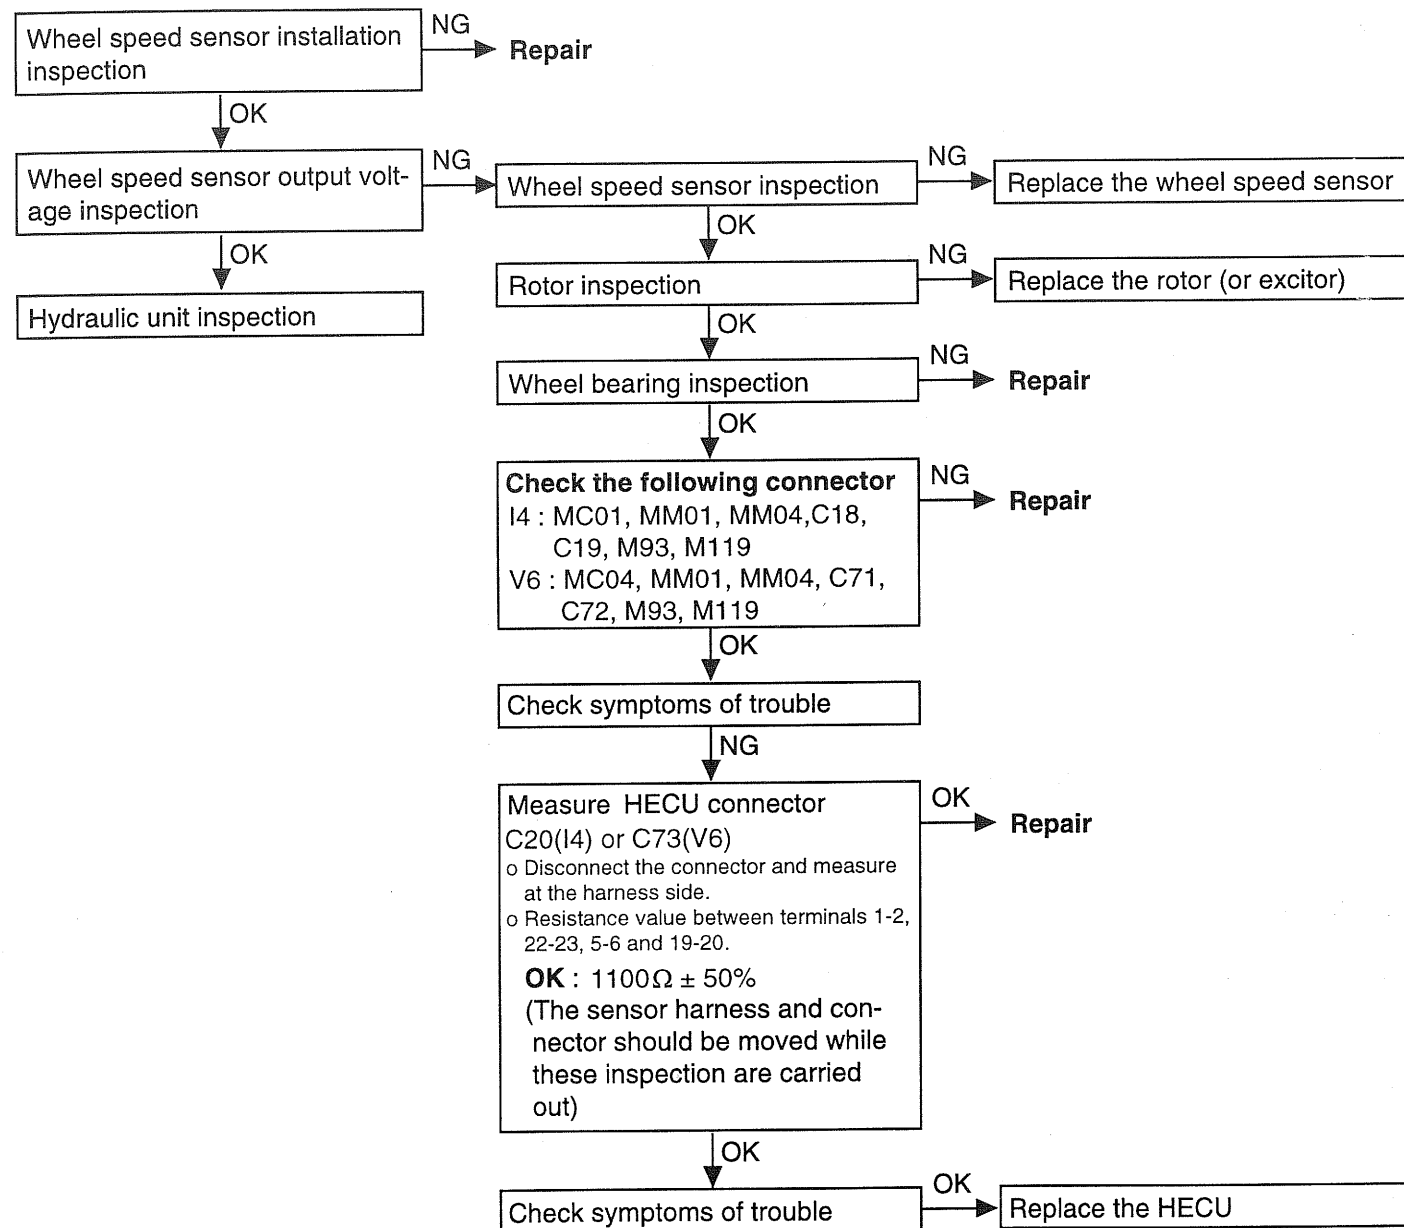 Wheel speed sensor installation
inspection
NG
Repair
OK
Wheel speed sensor output volt-
age inspection
NG
Wheel speed sensor inspection
NG
Replace the wheel speed sensor
OK
OK
Hydraulic unit inspection
Rotor inspection
NG
Replace the rotor (or excitor)
OK
Wheel bearing inspection
NG
Repair
OK
Check the following connector
I4 : MC01, MM01, MM04,C18,
C19, M93, M119
V6 : MC04, MM01, MM04, C71,
C72, M93, M119
NG
Repair
OK
Check symptoms of trouble
NG
Measure HECU connector
C20(I4) or C73(V6)
o Disconnect the connector and measure
at the harness side.
o Resistance value between terminals 1-2,
22-23, 5-6 and 19-20.
OK : 1100Ω ± 50%
(The sensor harness and con-
nector should be moved while
these inspection are carried
out)
OK
Repair
OK
Check symptoms of trouble
OK
Replace the HECU